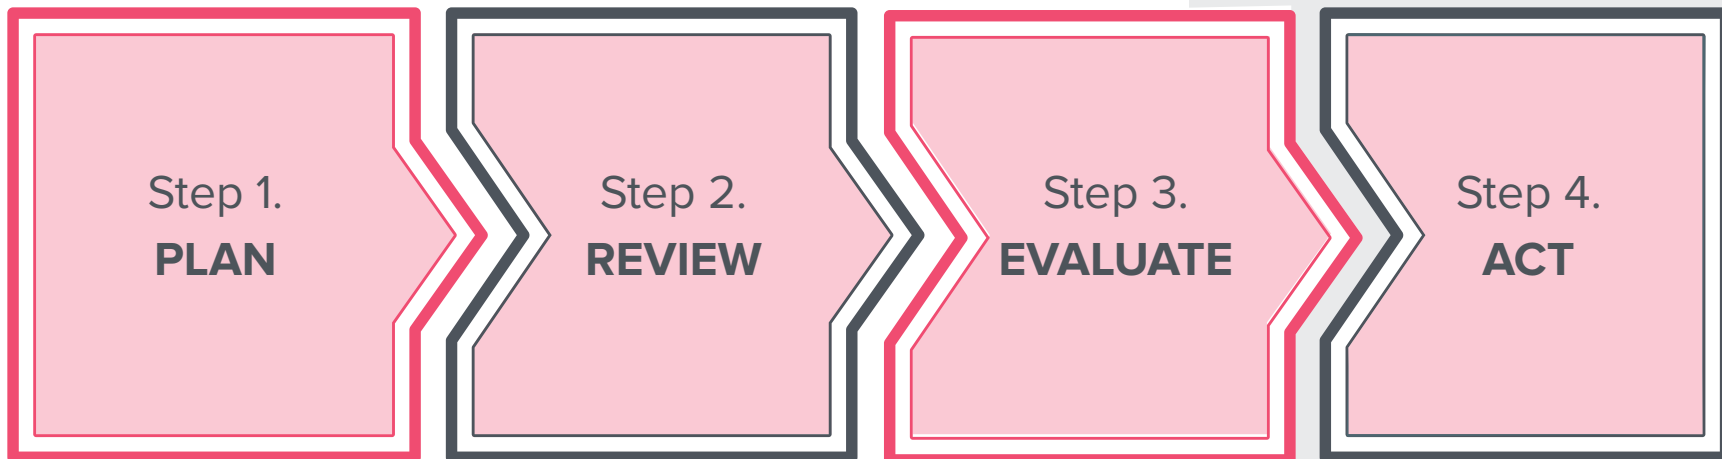 Step 1.
PLAN
Step 2.
REVIEW
Step 3.
EVALUATE
Step 4.
ACT